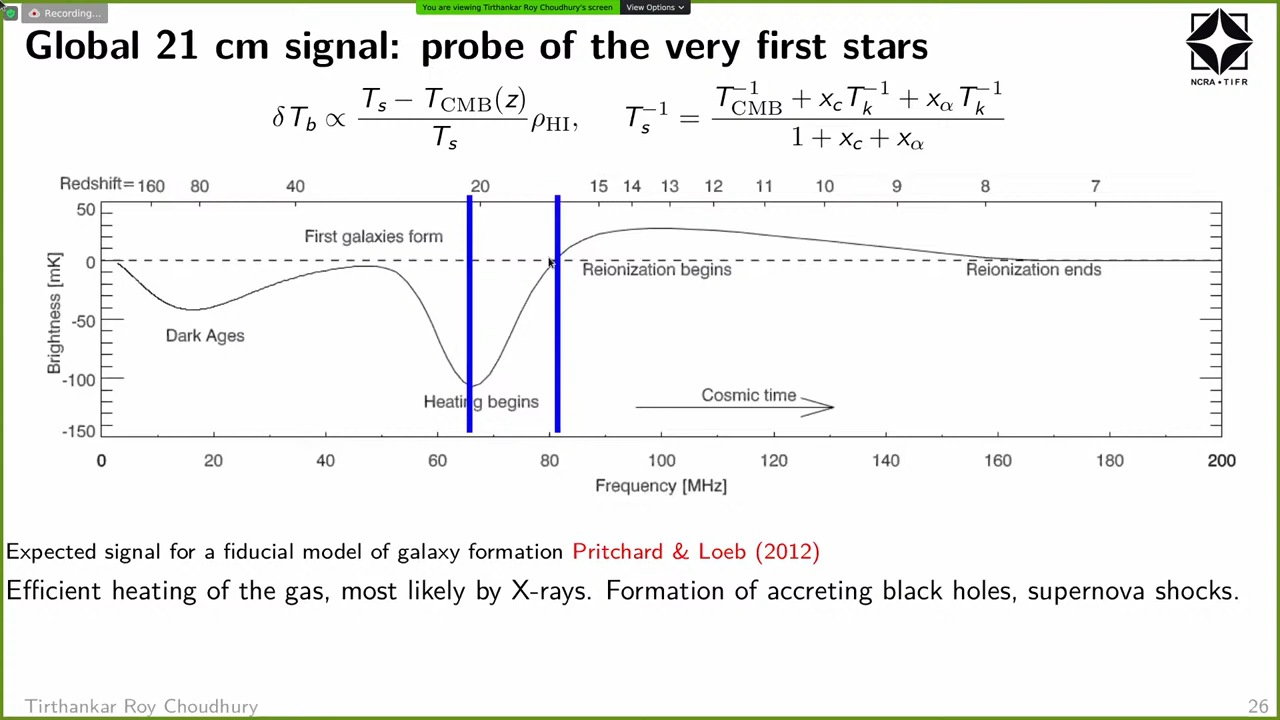 Recording...
You are viewing Tirthankar Roy Choudhury's screen
View Options
Global 21 cm signal: probe of the very first stars
NCRA • TIFR
δT_b ∝ (T_s − T_CMB(z))/T_s ρ_HI, T_s^−1 = (T_CMB^−1 + x_c T_k^−1 + x_α T_k^−1)/(1 + x_c + x_α)
Redshift= 160 80 40 20 15 14 13 12 11 10 9 8 7
50
0
-50
-100
-150
Brightness [mK]
First galaxies form
Dark Ages
Heating begins
Reionization begins
Reionization ends
Cosmic time
0 20 40 60 80 100 120 140 160 180 200
Frequency [MHz]
Expected signal for a fiducial model of galaxy formation Pritchard & Loeb (2012)
Efficient heating of the gas, most likely by X-rays. Formation of accreting black holes, supernova shocks.
Tirthankar Roy Choudhury
26